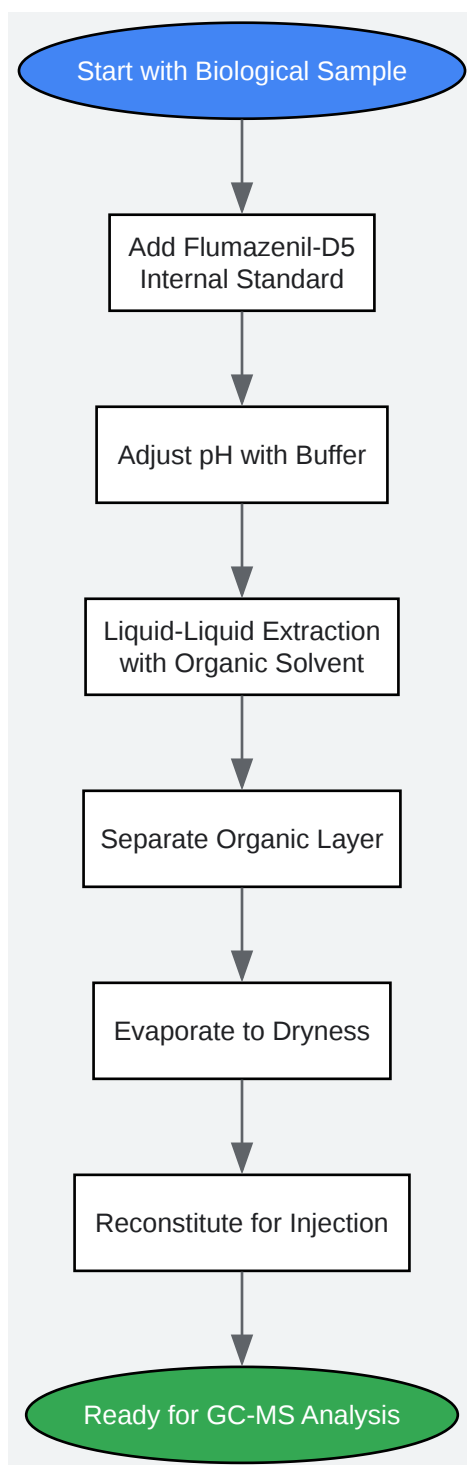 Start with Biological Sample
Add Flumazenil-D5
Internal Standard
Adjust pH with Buffer
Liquid-Liquid Extraction
with Organic Solvent
Separate Organic Layer
Evaporate to Dryness
Reconstitute for Injection
Ready for GC-MS Analysis